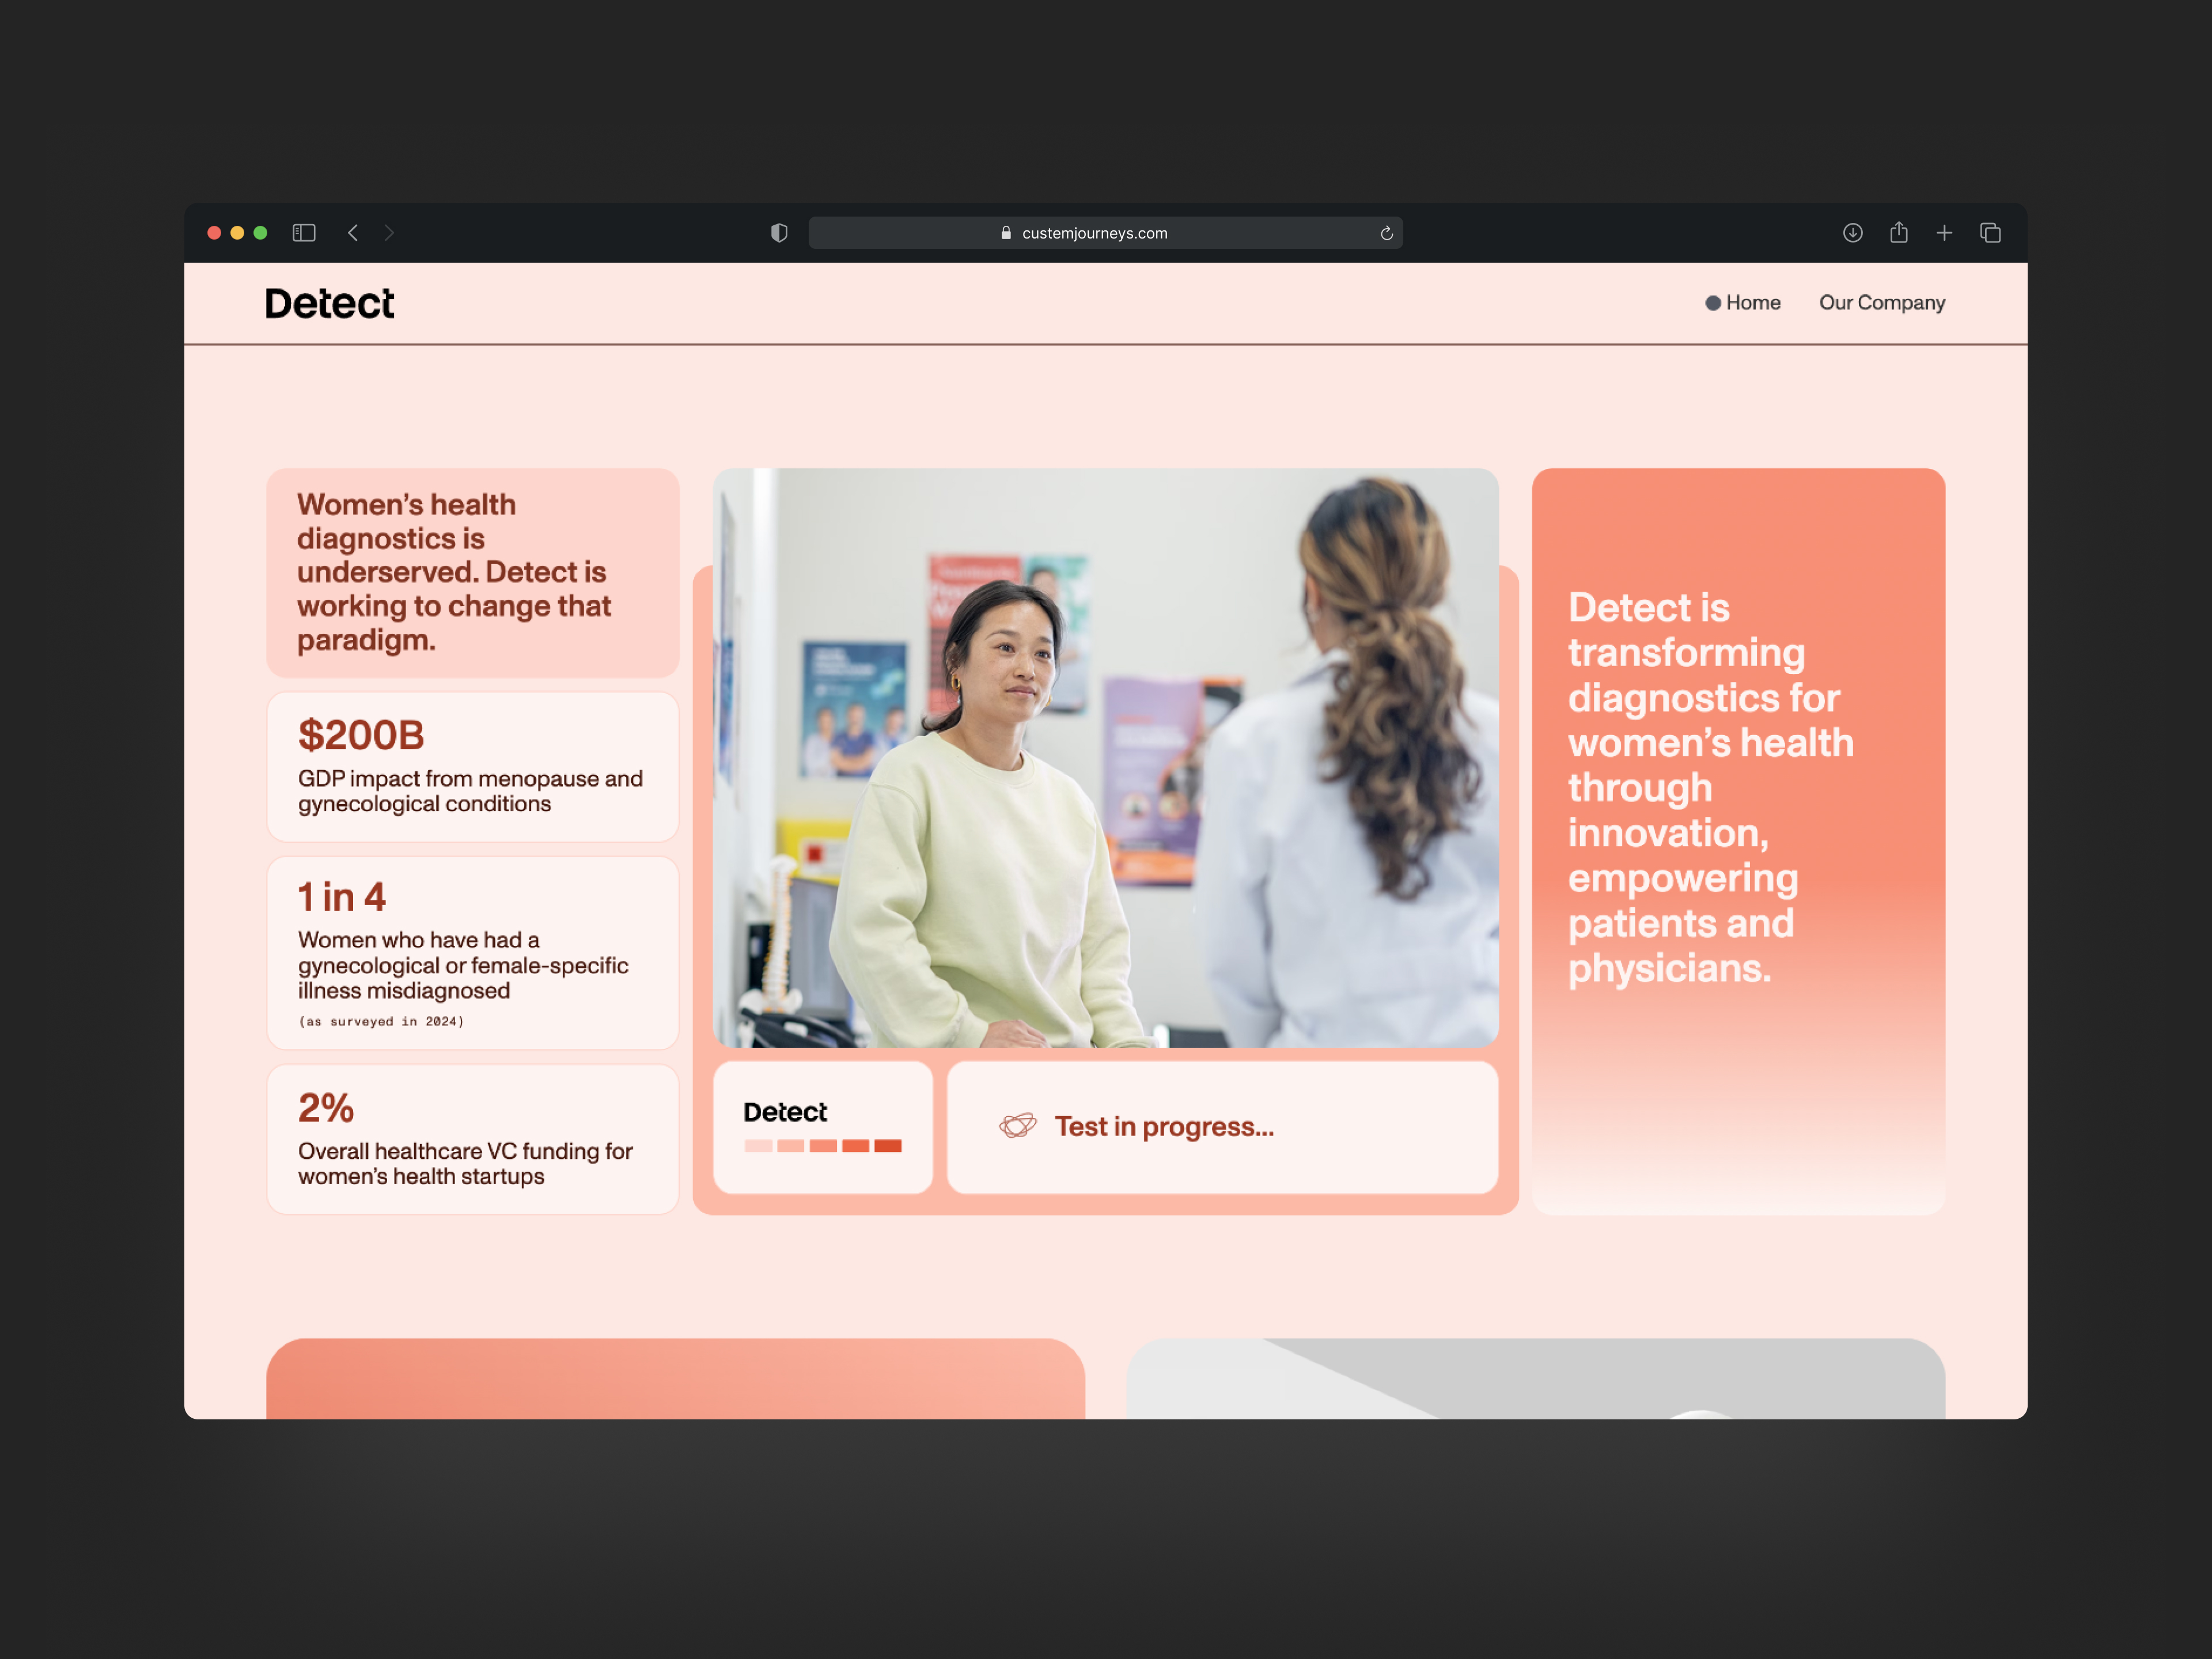 custemjourneys.com
Detect
Home
Our Company
Women’s health
diagnostics is
underserved. Detect is
working to change that
paradigm.
$200B
GDP impact from menopause and
gynecological conditions
1 in 4
Women who have had a
gynecological or female-specific
illness misdiagnosed
(as surveyed in 2024)
2%
Overall healthcare VC funding for
women’s health startups
Detect
Test in progress...
Detect is
transforming
diagnostics for
women’s health
through
innovation,
empowering
patients and
physicians.